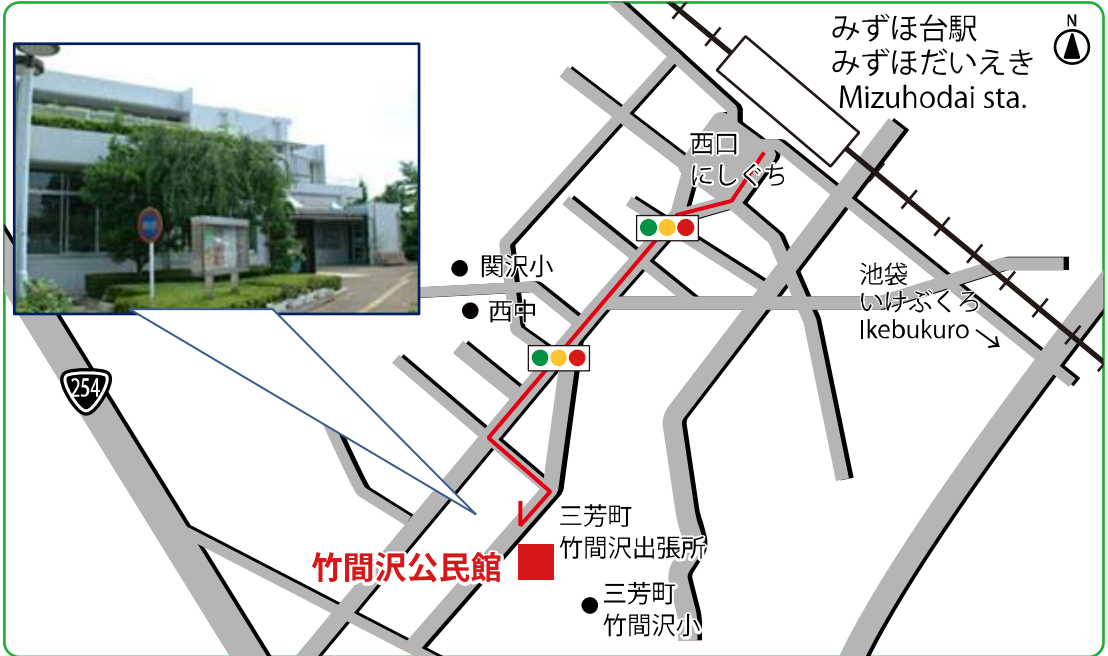 みずほ台駅
みずほだいえき
Mizuhodai sta.
N
西口
にしぐち
関沢小
西中
池袋
いけぶくろ
Ikebukuro
254
三芳町
竹間沢出張所
竹間沢公民館
三芳町
竹間沢小